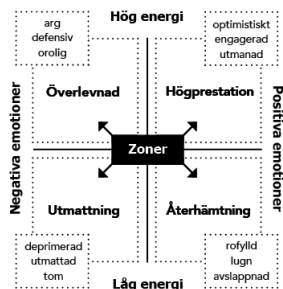 Hög energi
arg
defensiv
orolig
optimistiskt
engagerad
utmanad
Överlevnad
Högprestation
Negativa emotioner
Zoner
Positiva emotioner
Utmattning
Återhämtning
deprimerad
utmattad
tom
rofylld
lugn
avslappnad
Låg energi